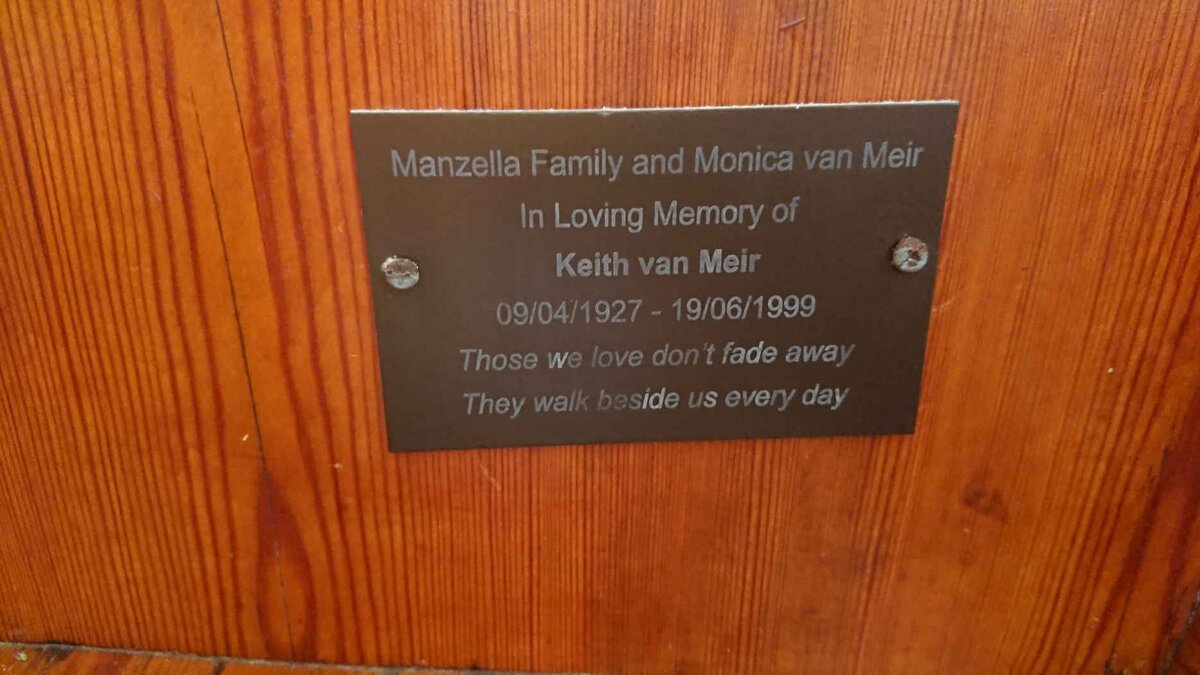 Manzella Family and Monica van Meir
In Loving Memory of
Keith van Meir
09/04/1927 - 19/06/1999
Those we love don't fade away
They walk beside us every day